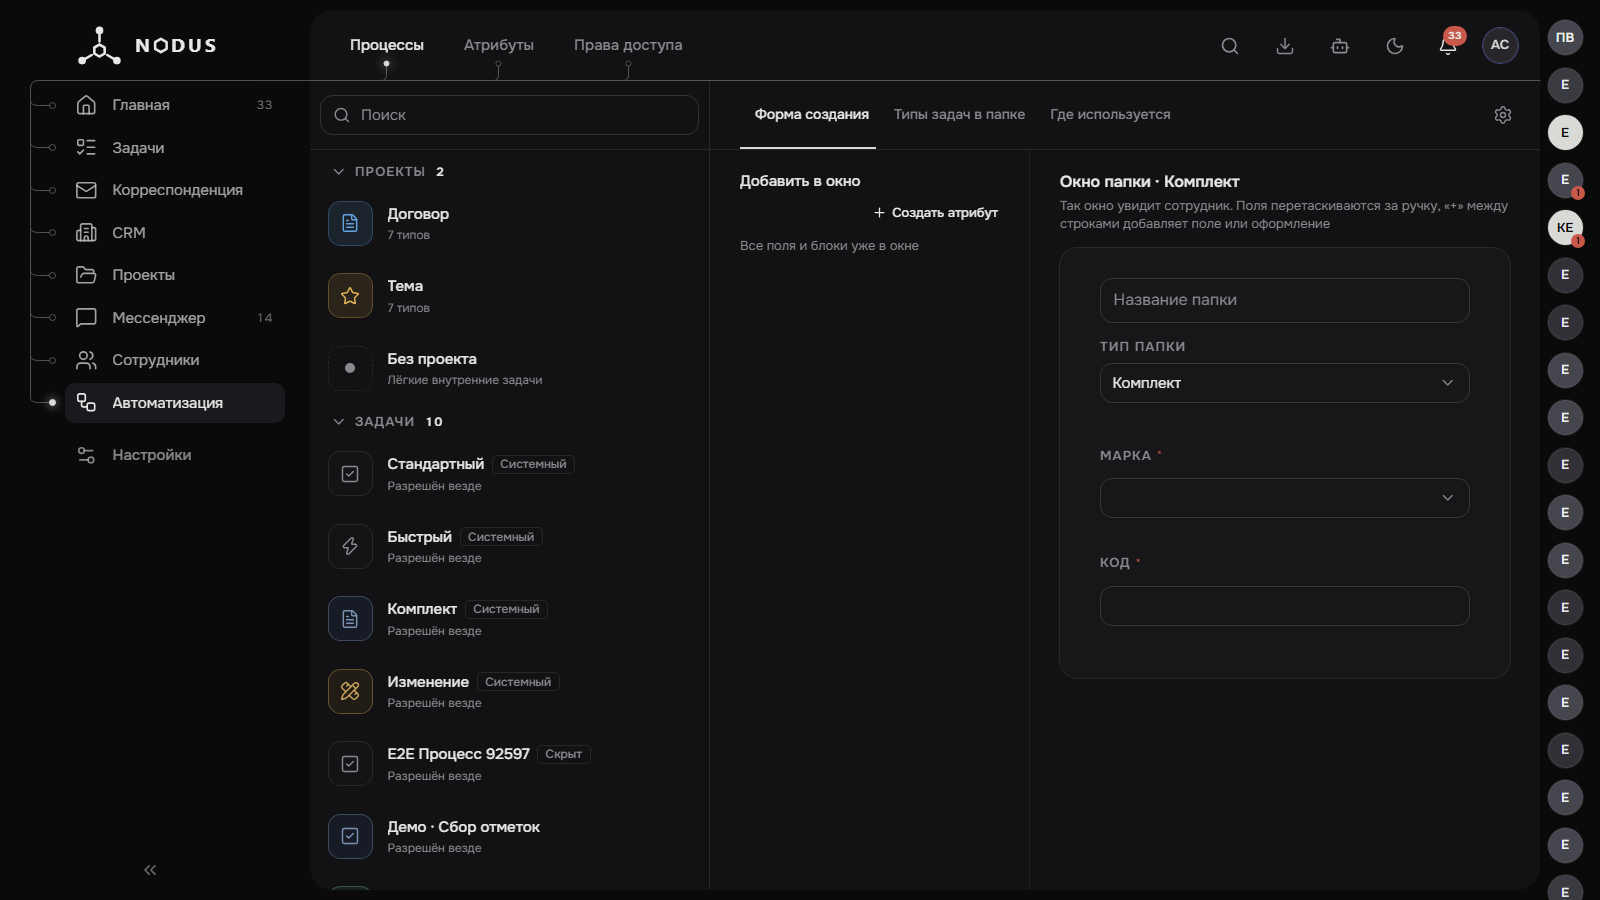 NODUS
Главная 33
Задачи
Корреспонденция
CRM
Проекты
Мессенджер 14
Сотрудники
Автоматизация
Настройки
Процессы Атрибуты Права доступа
33
АС
Поиск
ПРОЕКТЫ 2
Договор
7 типов
Тема
7 типов
Без проекта
Лёгкие внутренние задачи
ЗАДАЧИ 10
Стандартный Системный
Разрешён везде
Быстрый Системный
Разрешён везде
Комплект Системный
Разрешён везде
Изменение Системный
Разрешён везде
E2E Процесс 92597 Скрыт
Разрешён везде
Демо · Сбор отметок
Разрешён везде
Форма создания Типы задач в папке Где используется
Добавить в окно
+ Создать атрибут
Все поля и блоки уже в окне
Окно папки · Комплект
Так окно увидит сотрудник. Поля перетаскиваются за ручку, «+» между
строками добавляет поле или оформление
Название папки
ТИП ПАПКИ
Комплект
МАРКА *
КОД *
ПВ
Е
Е
Е
1
КЕ
1
Е
Е
Е
Е
Е
Е
Е
Е
Е
Е
Е
Е
Е
Е